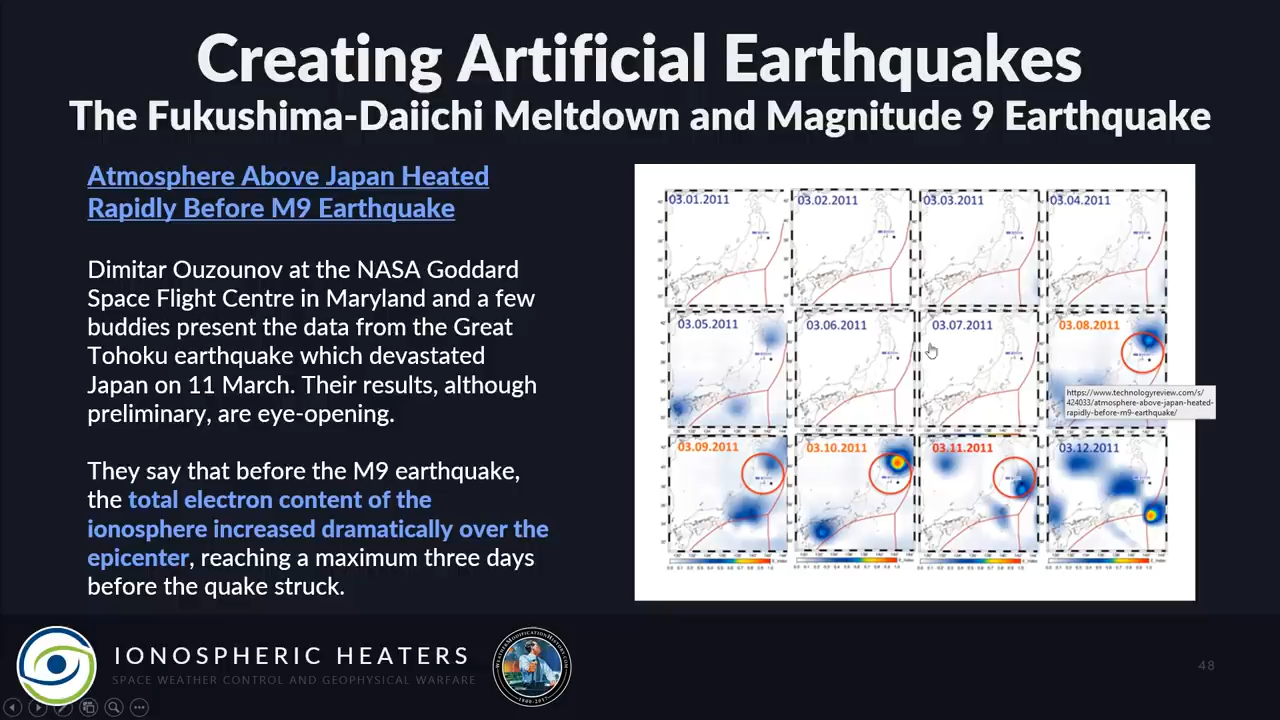 Creating Artificial Earthquakes
The Fukushima-Daiichi Meltdown and Magnitude 9 Earthquake
Atmosphere Above Japan Heated
Rapidly Before M9 Earthquake
Dimitar Ouzounov at the NASA Goddard
Space Flight Centre in Maryland and a few
buddies present the data from the Great
Tohoku earthquake which devastated
Japan on 11 March. Their results, although
preliminary, are eye-opening.
They say that before the M9 earthquake,
the total electron content of the
ionosphere increased dramatically over the
epicenter, reaching a maximum three days
before the quake struck.
03.01.2011
03.02.2011
03.03.2011
03.04.2011
03.05.2011
03.06.2011
03.07.2011
03.08.2011
https://www.technologyreview.com/s/
424033/atmosphere-above-japan-heated-
rapidly-before-m9-earthquake/
03.09.2011
03.10.2011
03.11.2011
03.12.2011
IONOSPHERIC HEATERS
SPACE WEATHER CONTROL AND GEOPHYSICAL WARFARE
WEATHERMODIFICATIONHISTORY.COM
48